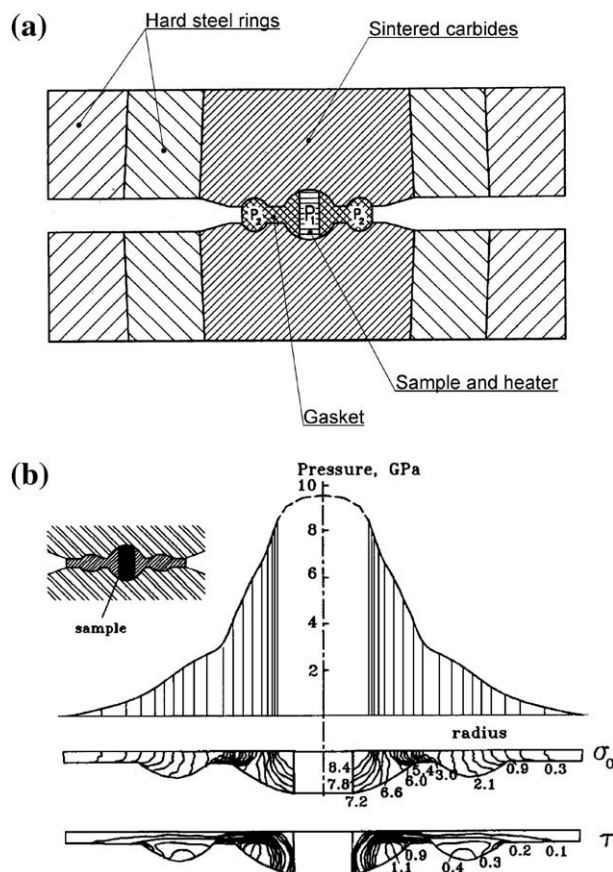 (a)
Hard steel rings
Sintered carbides
P2 P1 P2
Sample and heater
Gasket
(b)
Pressure, GPa
10
8
6
4
2
sample
radius
σ0
8.4
7.8
7.2 6.6 6.0 5.4 3.0 2.1 0.9 0.3
τ
1.1 0.9 0.4 0.3 0.2 0.1